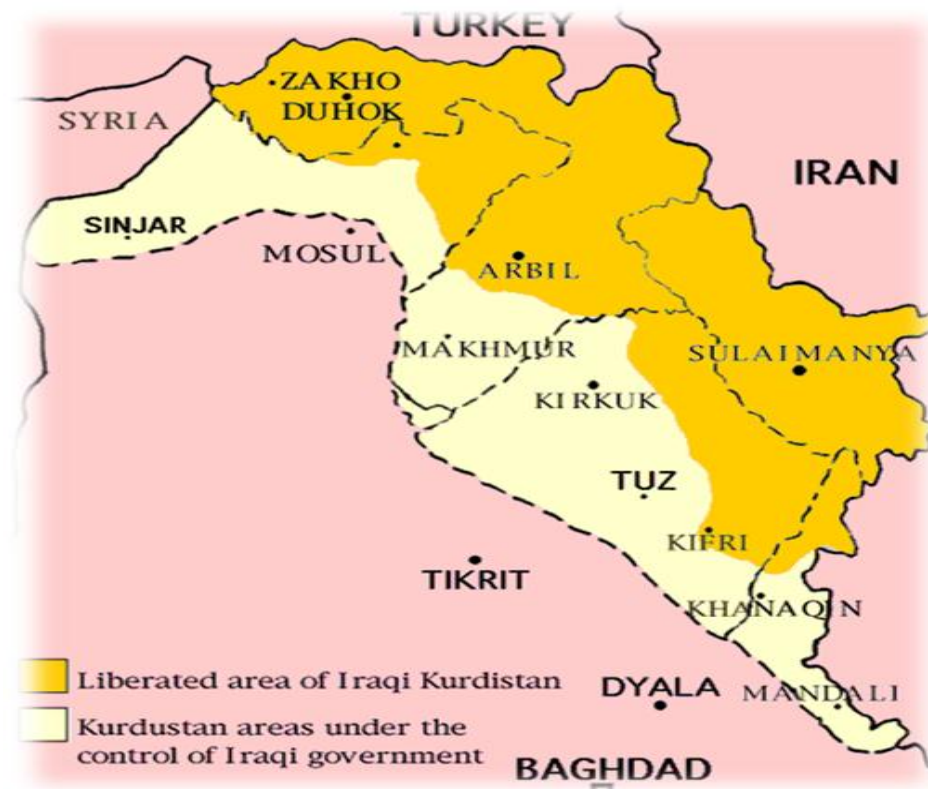 TURKEY
ZAKHO
DUHOK
SYRIA
IRAN
SINJAR
MOSUL
ARBIL
MAKHMUR
SULAIMANYA
KIRKUK
TUZ
KIFRI
TIKRIT
KHANAQIN
Liberated area of Iraqi Kurdistan
DYALA
MANDALI
Kurdustan areas under the
control of Iraqi government
BAGHDAD